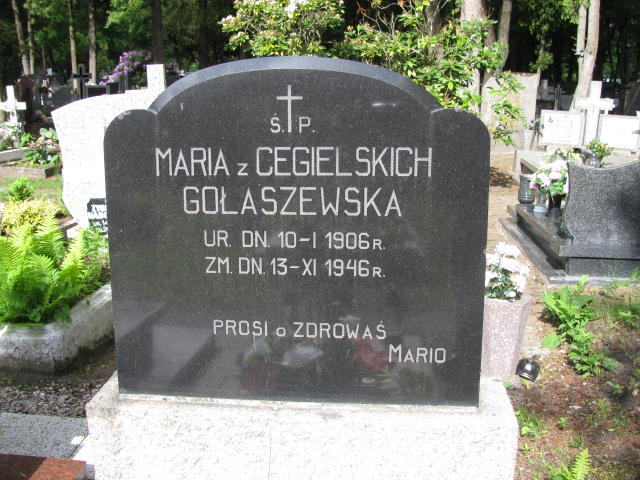 Ś. P.
MARIA z CEGIELSKICH
GOŁASZEWSKA
UR. DN. 10-I 1906 R.
ZM. DN. 13-XI 1946 R.
PROSI o ZDROWAŚ
MARIO